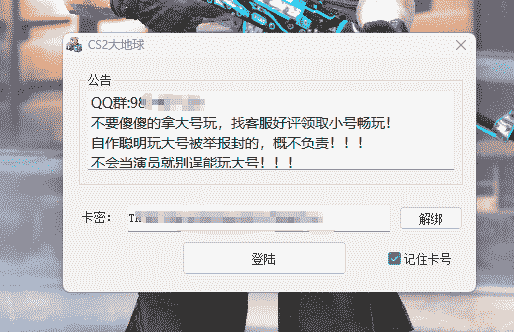 CS2大地球
公告
QQ群:98
不要傻傻的拿大号玩，找客服好评领取小号畅玩！
自作聪明玩大号被举报封的，概不负责！！！
不会当演员就别逞能玩大号！！！
卡密：
解绑
登陆
记住卡号